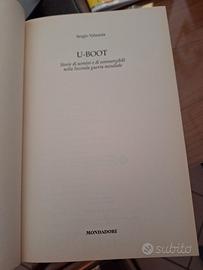 Sergio Valzania
U-BOOT
Storie di uomini e di sommergibili
nella Seconda guerra mondiale
MONDADORI
subito